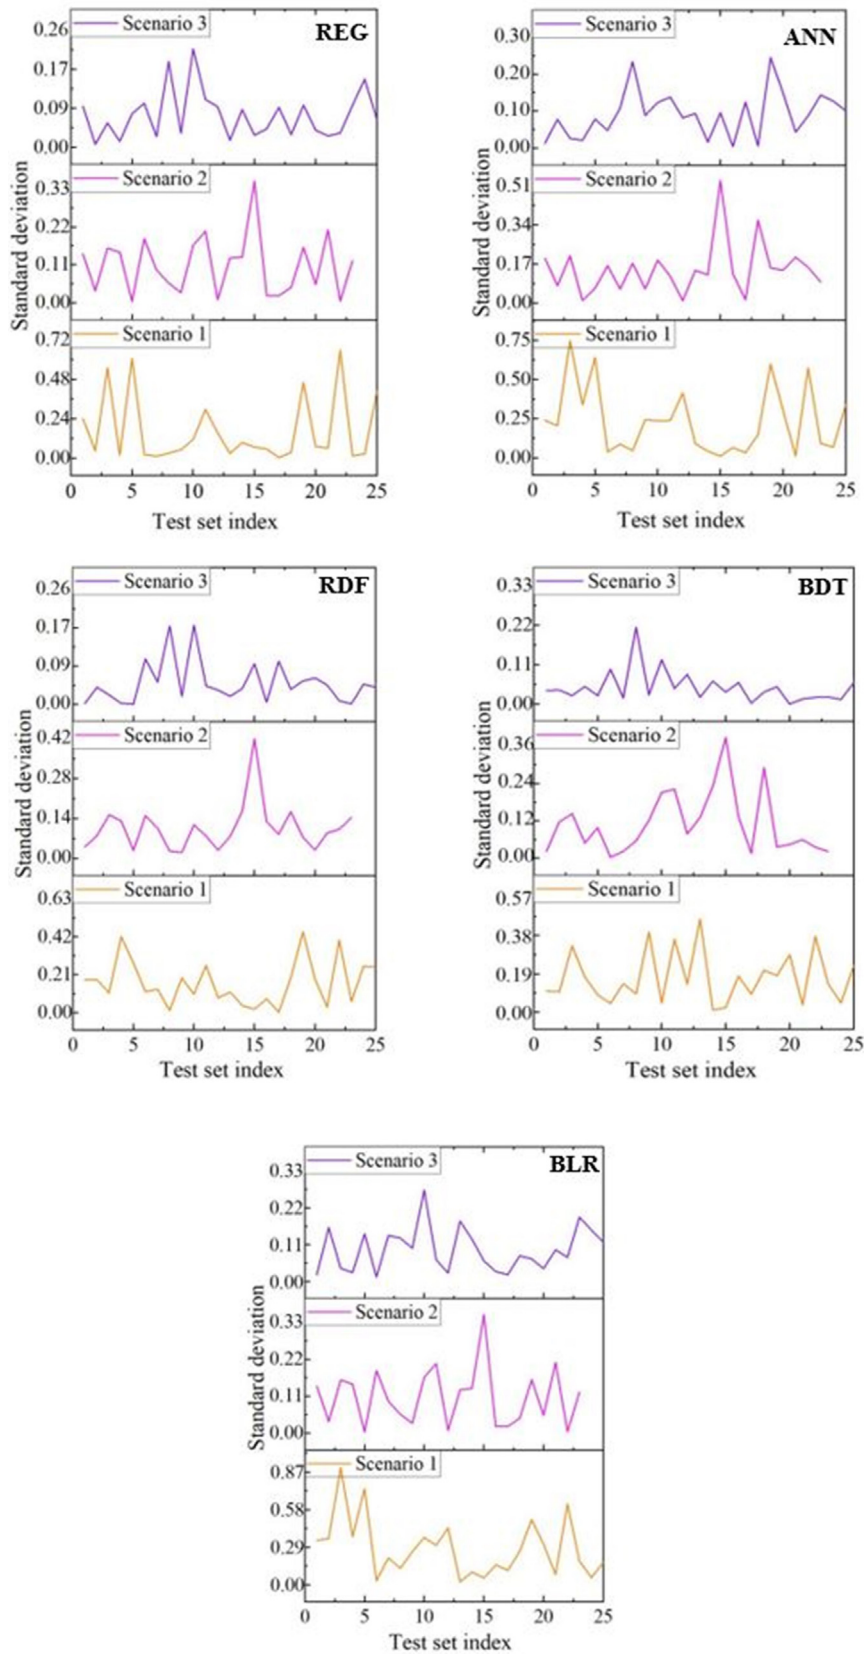 REG
Scenario 3
0.26
0.17
0.09
0.00
Scenario 2
0.33
0.22
0.11
0.00
Scenario 1
0.72
0.48
0.24
0.00
0 5 10 15 20 25
Test set index
Standard deviation
ANN
Scenario 3
0.30
0.20
0.10
0.00
Scenario 2
0.51
0.34
0.17
0.00
Scenario 1
0.75
0.50
0.25
0.00
0 5 10 15 20 25
Test set index
Standard deviation
RDF
Scenario 3
0.26
0.17
0.09
0.00
Scenario 2
0.42
0.28
0.14
0.00
Scenario 1
0.63
0.42
0.21
0.00
0 5 10 15 20 25
Test set index
Standard deviation
BDT
Scenario 3
0.33
0.22
0.11
0.00
Scenario 2
0.36
0.24
0.12
0.00
Scenario 1
0.57
0.38
0.19
0.00
0 5 10 15 20 25
Test set index
Standard deviation
BLR
Scenario 3
0.33
0.22
0.11
0.00
Scenario 2
0.33
0.22
0.11
0.00
Scenario 1
0.87
0.58
0.29
0.00
0 5 10 15 20 25
Test set index
Standard deviation